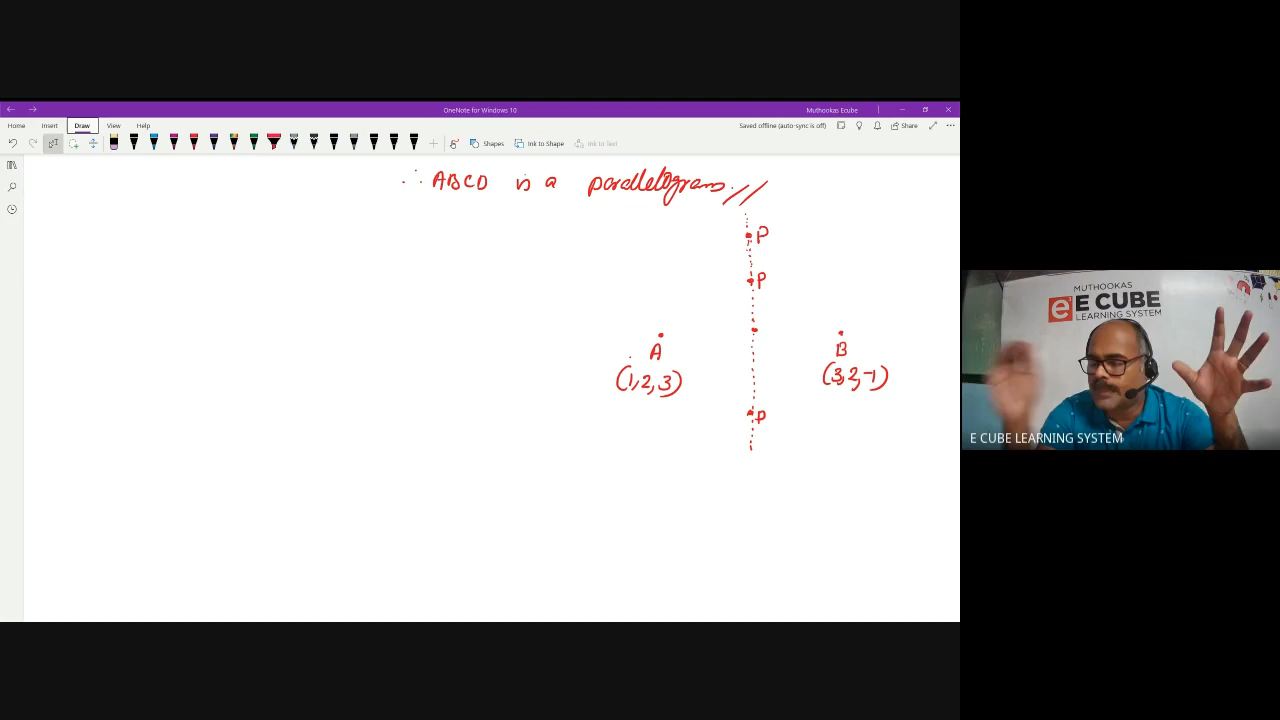 OneNote for Windows 10
Muthookas Ecube
Home Insert Draw View Help
Saved offline (auto-sync is off)
Share
Shapes
Ink to Shape
Ink to Text
∴ ABCD is a parallelogram. //
P
P
A
B
(1, 2, 3)
(3, 2, -1)
P
MUTHOOKAS
e E CUBE
LEARNING SYSTEM
E CUBE LEARNING SYSTEM